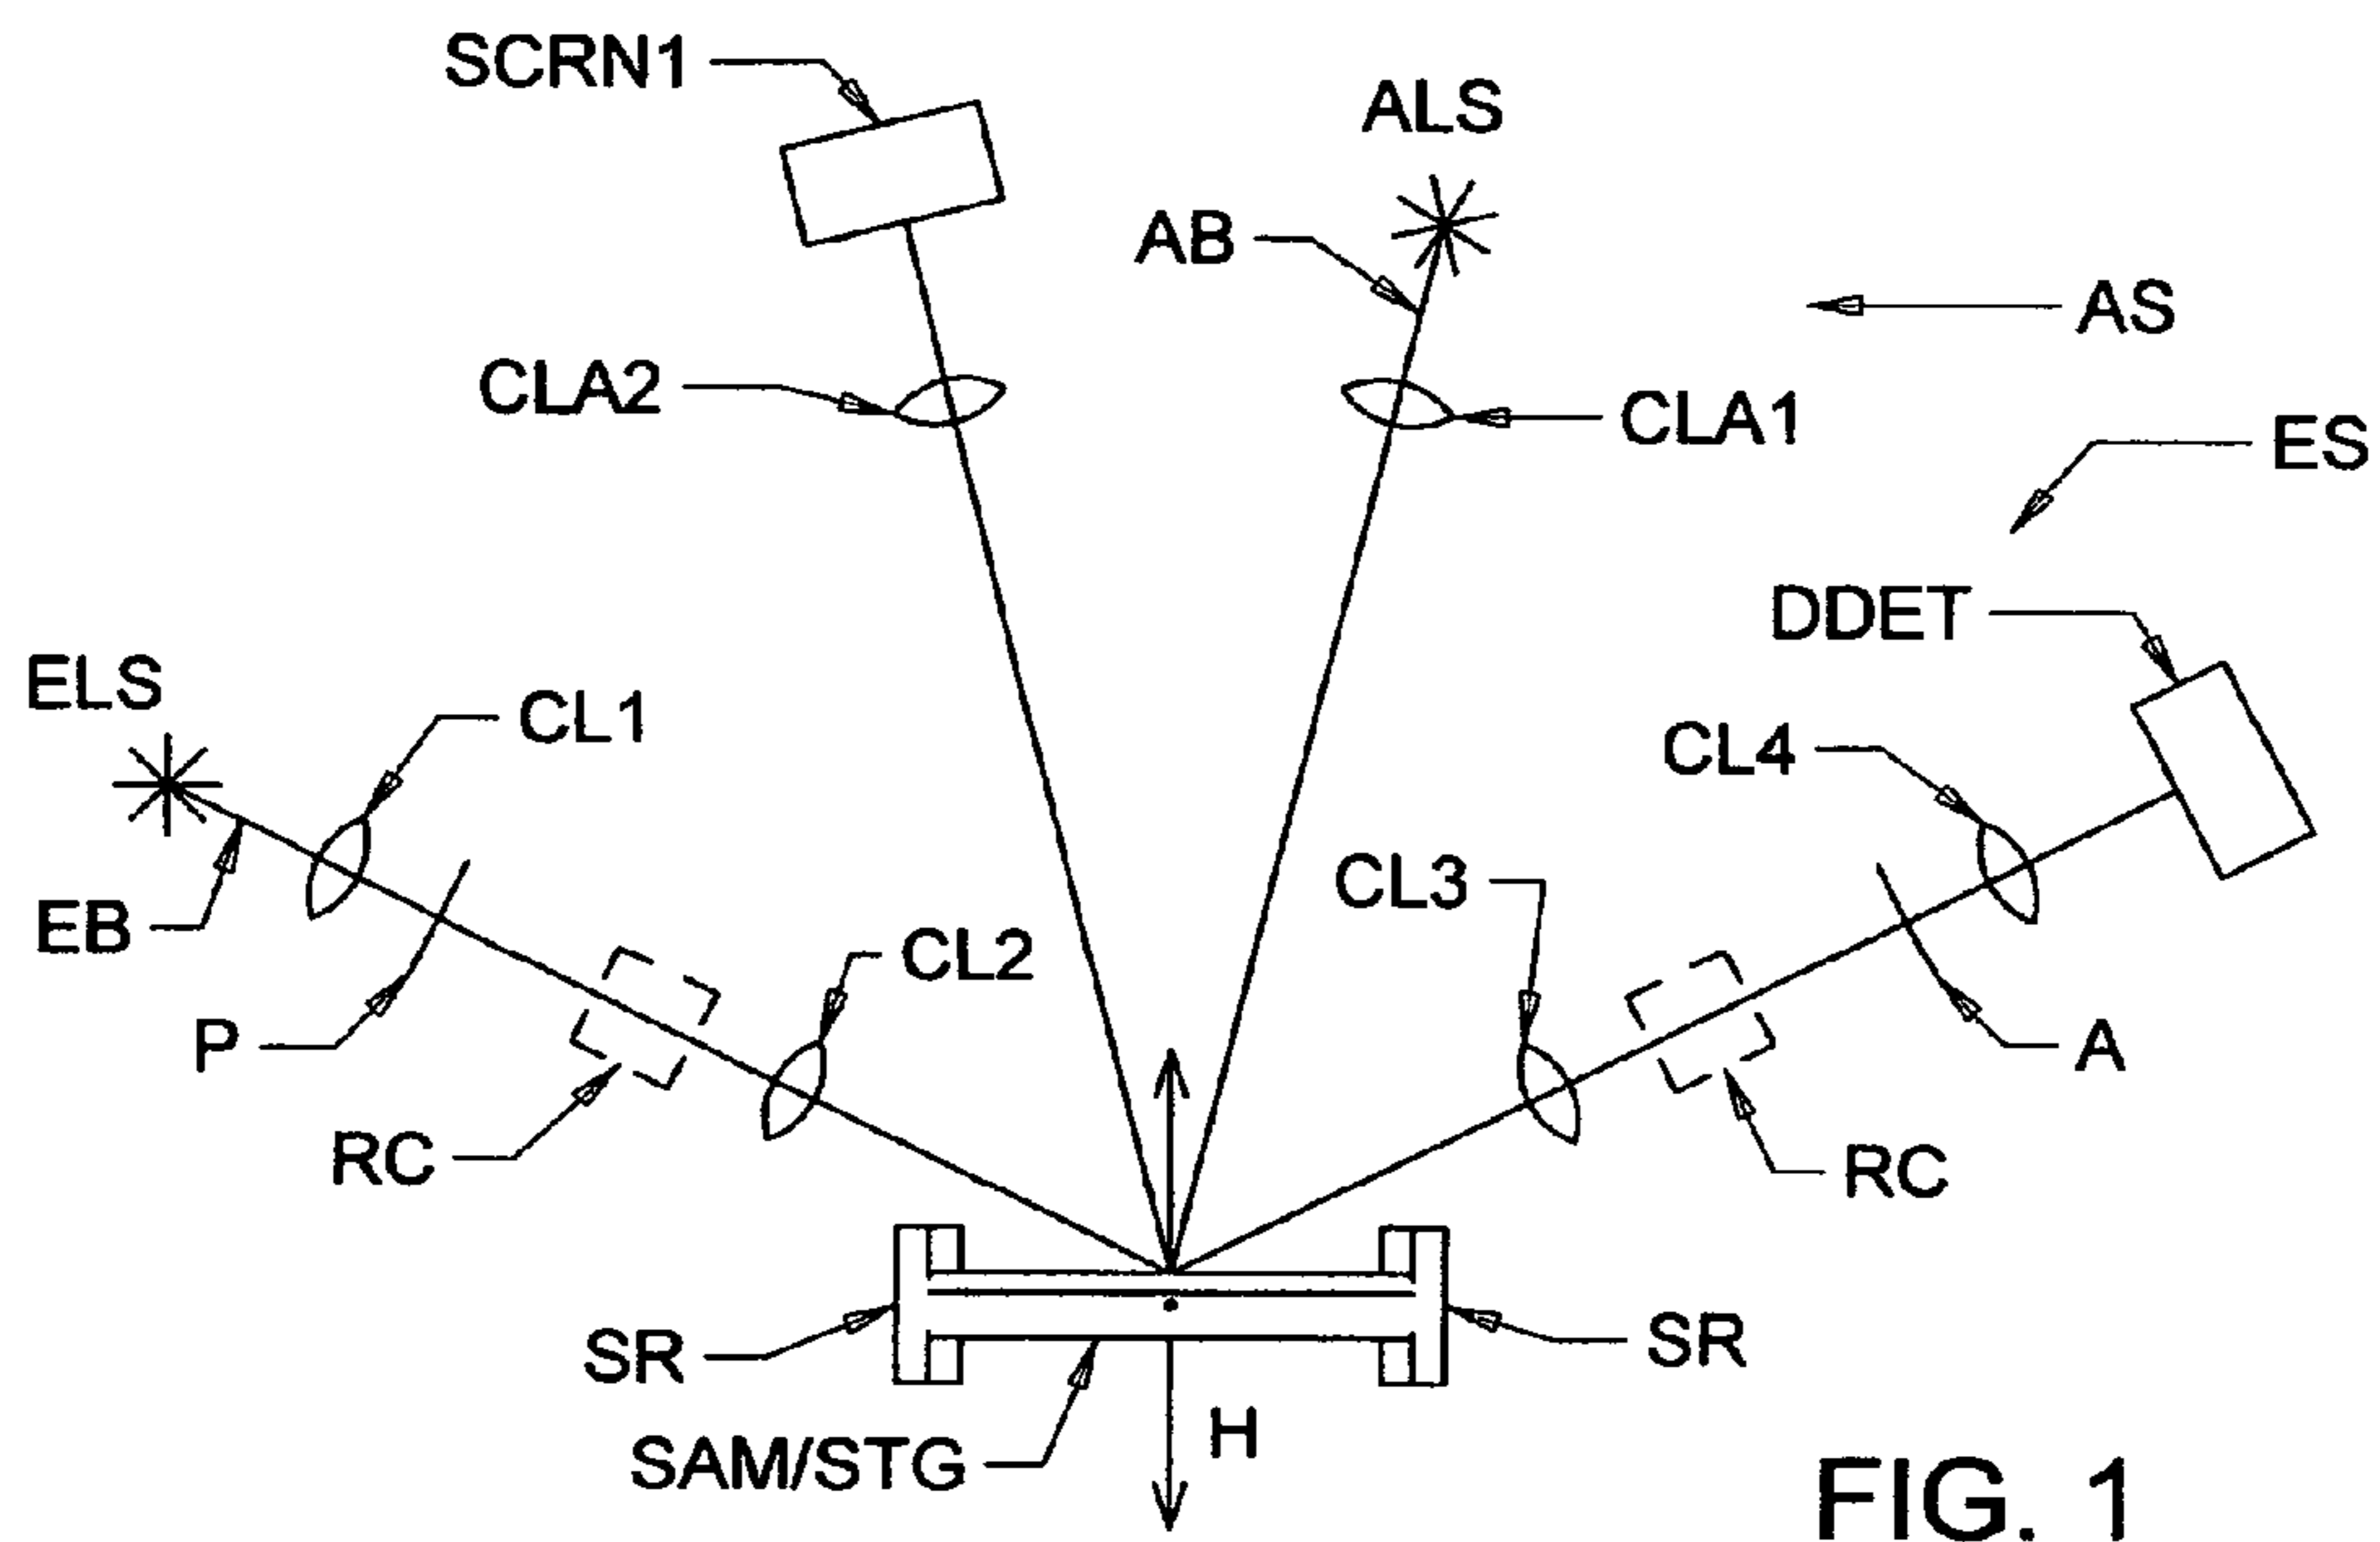 SCRN1
ALS
AB
AS
CLA2
CLA1
ES
DDET
ELS
CL1
CL4
CL3
EB
CL2
P
A
RC
RC
SR
SR
H
SAM/STG
FIG. 1